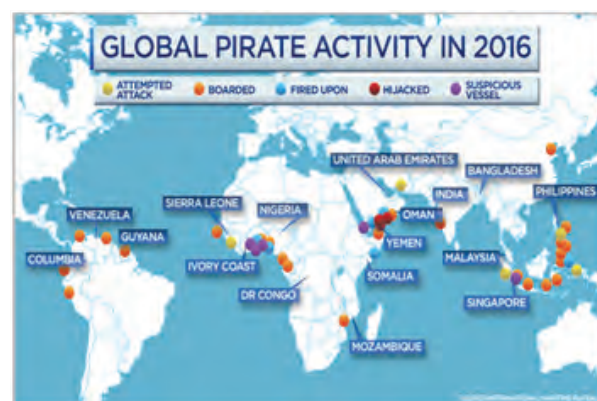 GLOBAL PIRATE ACTIVITY IN 2016
ATTEMPTED
ATTACK
BOARDED
FIRED UPON
HIJACKED
SUSPICIOUS
VESSEL
UNITED ARAB EMIRATES
BANGLADESH
SIERRA LEONE
NIGERIA
INDIA
PHILIPPINES
VENEZUELA
OMAN
GUYANA
YEMEN
COLUMBIA
IVORY COAST
MALAYSIA
SOMALIA
DR CONGO
SINGAPORE
MOZAMBIQUE